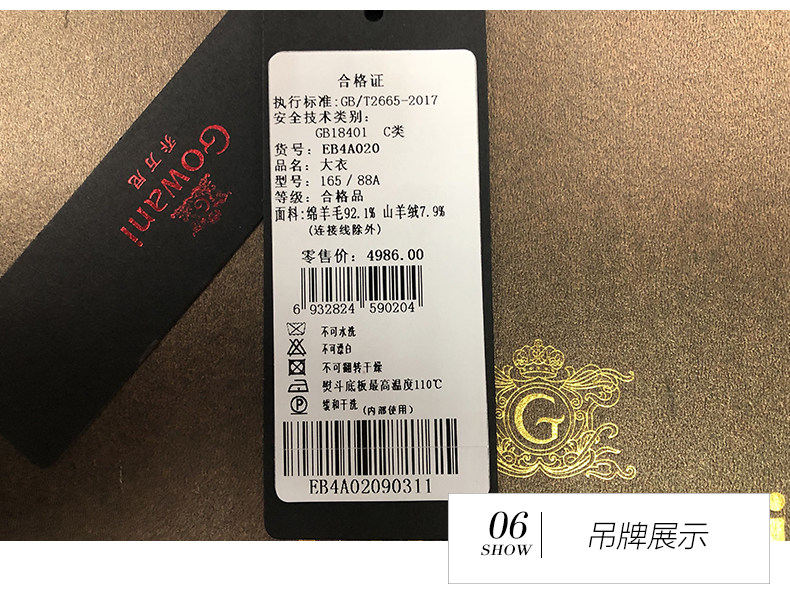 Gowani
乔万尼
合格证
执行标准:GB/T2665-2017
安全技术类别:
GB18401 C类
货号: EB4A020
品名: 大衣
型号: 165/88A
等级: 合格品
面料:绵羊毛92.1% 山羊绒7.9%
(连接线除外)
零售价: 4986.00
6 932824 590204
不可水洗
不可漂白
不可翻转干燥
熨斗底板最高温度110℃
P
缓和干洗(内部使用)
EB4A02090311
G
06
SHOW
吊牌展示